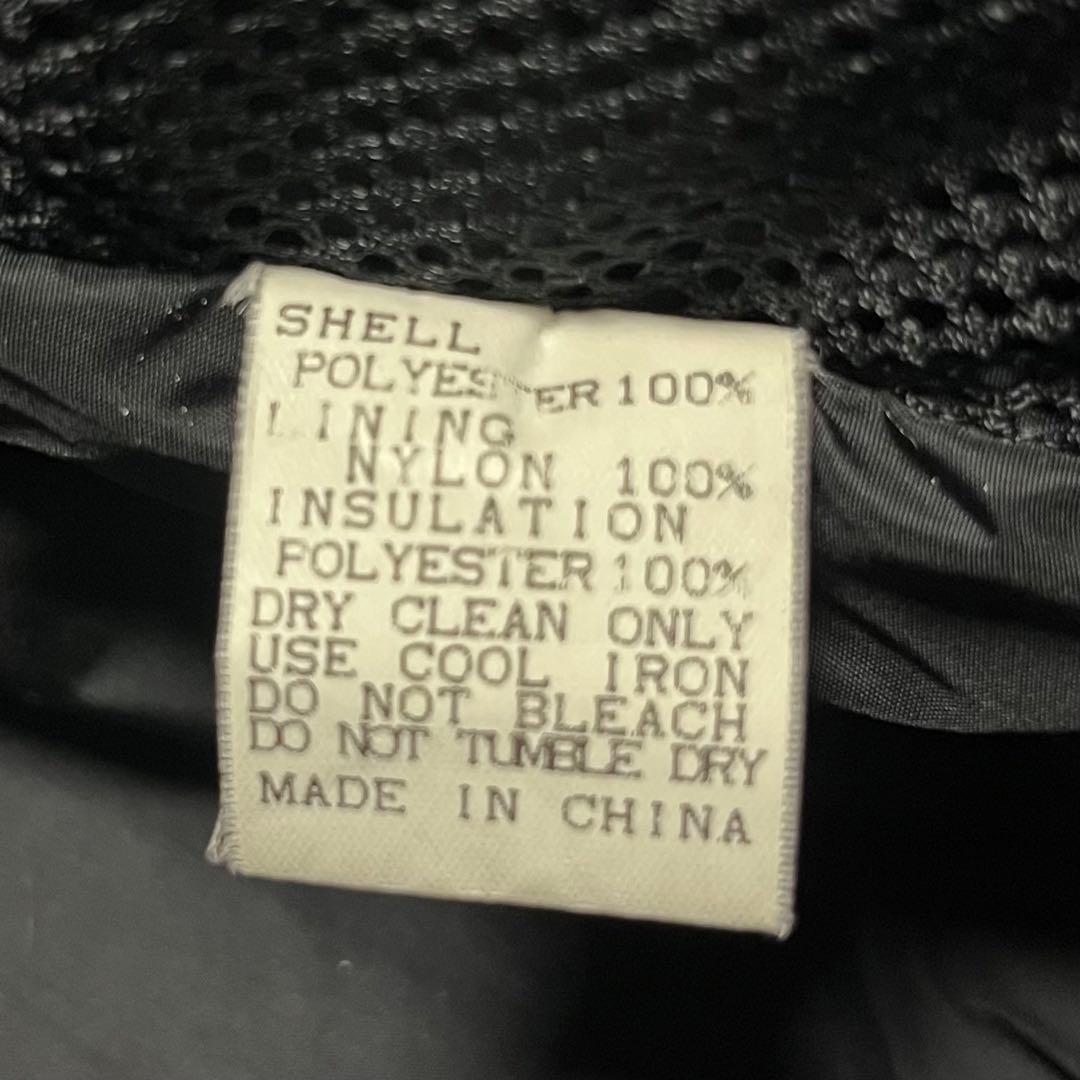 SHELL
POLYESTER 100%
LINING
NYLON 100%
INSULATION
POLYESTER 100%
DRY CLEAN ONLY
USE COOL IRON
DO NOT BLEACH
DO NOT TUMBLE DRY
MADE IN CHINA